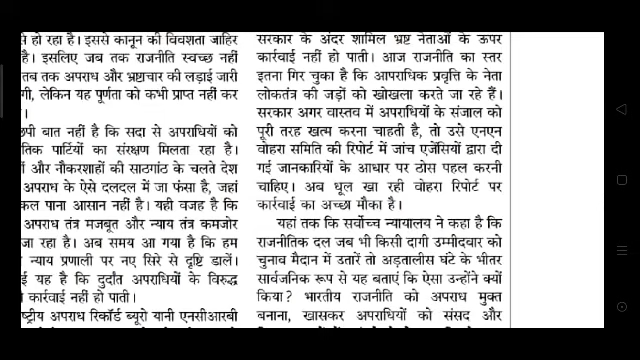 से हो रहा है। इससे कानून की विवशता जाहिर
है। इसलिए जब तक राजनीति स्वच्छ नहीं
तब तक अपराध और भ्रष्टाचार की लड़ाई जारी
गी, लेकिन यह पूर्णता को कभी प्राप्त नहीं कर
।
छपी बात नहीं है कि सदा से अपराधियों को
तिक पार्टियों का संरक्षण मिलता रहा है।
ों और नौकरशाहों की साठगांठ के चलते देश
अपराध के ऐसे दलदल में जा फंसा है, जहां
कल पाना आसान नहीं है। यही वजह है कि
अपराध तंत्र मजबूत और न्याय तंत्र कमजोर
जा रहा है। अब समय आ गया है कि हम
न्याय प्रणाली पर नए सिरे से दृष्टि डालें।
ई यह है कि दुर्दांत अपराधियों के विरुद्ध
कार्रवाई नहीं हो पाती।
ष्ट्रीय अपराध रिकॉर्ड ब्यूरो यानी एनसीआरबी
सरकार के अंदर शामिल भ्रष्ट नेताओं के ऊपर
कार्रवाई नहीं हो पाती। आज राजनीति का स्तर
इतना गिर चुका है कि आपराधिक प्रवृत्ति के नेता
लोकतंत्र की जड़ों को खोखला करते जा रहे हैं।
सरकार अगर वास्तव में अपराधियों के संजाल को
पूरी तरह खत्म करना चाहती है, तो उसे एनएन
वोहरा समिति की रिपोर्ट में जांच एजेंसियों द्वारा दी
गई जानकारियों के आधार पर ठोस पहल करनी
चाहिए। अब धूल खा रही वोहरा रिपोर्ट पर
कार्रवाई का अच्छा मौका है।
यहां तक कि सर्वोच्च न्यायालय ने कहा है कि
राजनीतिक दल जब भी किसी दागी उम्मीदवार को
चुनाव मैदान में उतारें तो अड़तालीस घंटे के भीतर
सार्वजनिक रूप से यह बताएं कि ऐसा उन्होंने क्यों
किया? भारतीय राजनीति को अपराध मुक्त
बनाना, खासकर अपराधियों को संसद और